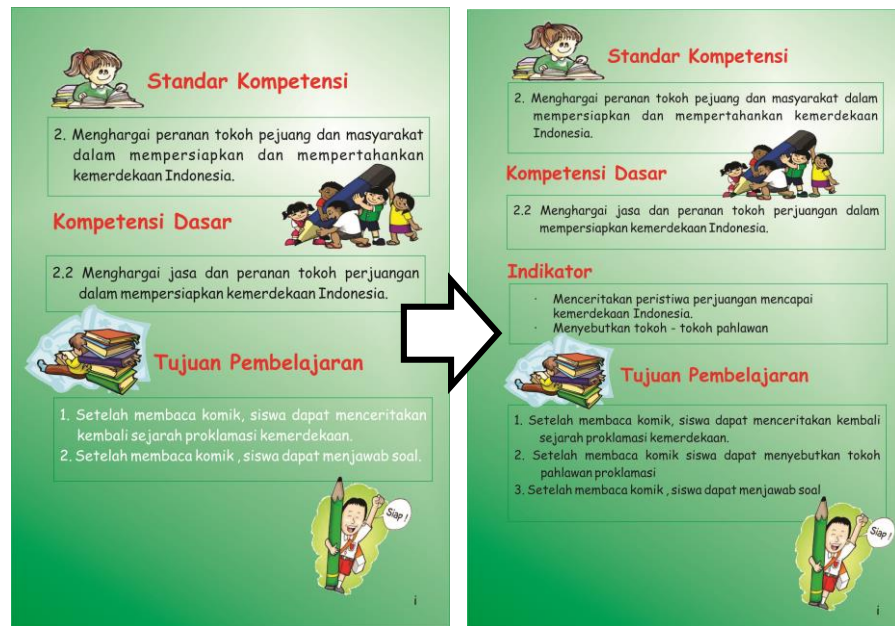 Standar Kompetensi
2. Menghargai peranan tokoh pejuang dan masyarakat
dalam mempersiapkan dan mempertahankan
kemerdekaan Indonesia.
Kompetensi Dasar
2.2 Menghargai jasa dan peranan tokoh perjuangan
dalam mempersiapkan kemerdekaan Indonesia.
Tujuan Pembelajaran
1. Setelah membaca komik, siswa dapat menceritakan
kembali sejarah proklamasi kemerdekaan.
2. Setelah membaca komik , siswa dapat menjawab soal.
Siap !
i
Standar Kompetensi
2. Menghargai peranan tokoh pejuang dan masyarakat dalam
mempersiapkan dan mempertahankan kemerdekaan
Indonesia.
Kompetensi Dasar
2.2 Menghargai jasa dan peranan tokoh perjuangan dalam
mempersiapkan kemerdekaan Indonesia.
Indikator
· Menceritakan peristiwa perjuangan mencapai
kemerdekaan Indonesia.
· Menyebutkan tokoh - tokoh pahlawan
Tujuan Pembelajaran
1. Setelah membaca komik, siswa dapat menceritakan kembali
sejarah proklamasi kemerdekaan.
2. Setelah membaca komik siswa dapat menyebutkan tokoh
pahlawan proklamasi
3. Setelah membaca komik , siswa dapat menjawab soal
Siap !
i